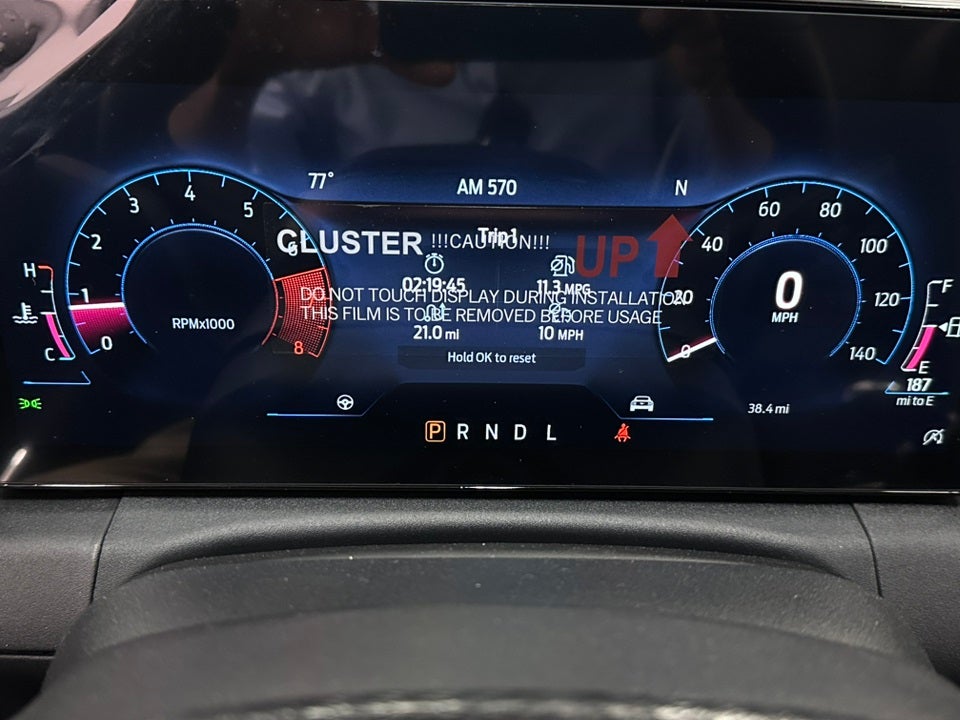 77° AM 570 N
CLUSTER !!!CAUTION!!! UP
Trip 1
02:19:45 11.3 MPG
DO NOT TOUCH DISPLAY DURING INSTALLATION
THIS FILM IS TO BE REMOVED BEFORE USAGE
21.0 mi 10 MPH
Hold OK to reset
H
C
0
1
2
3
4
5
6
8
RPMx1000
0
20
40
60
80
100
120
140
0
MPH
F
E
187
mi to E
38.4 mi
P R N D L